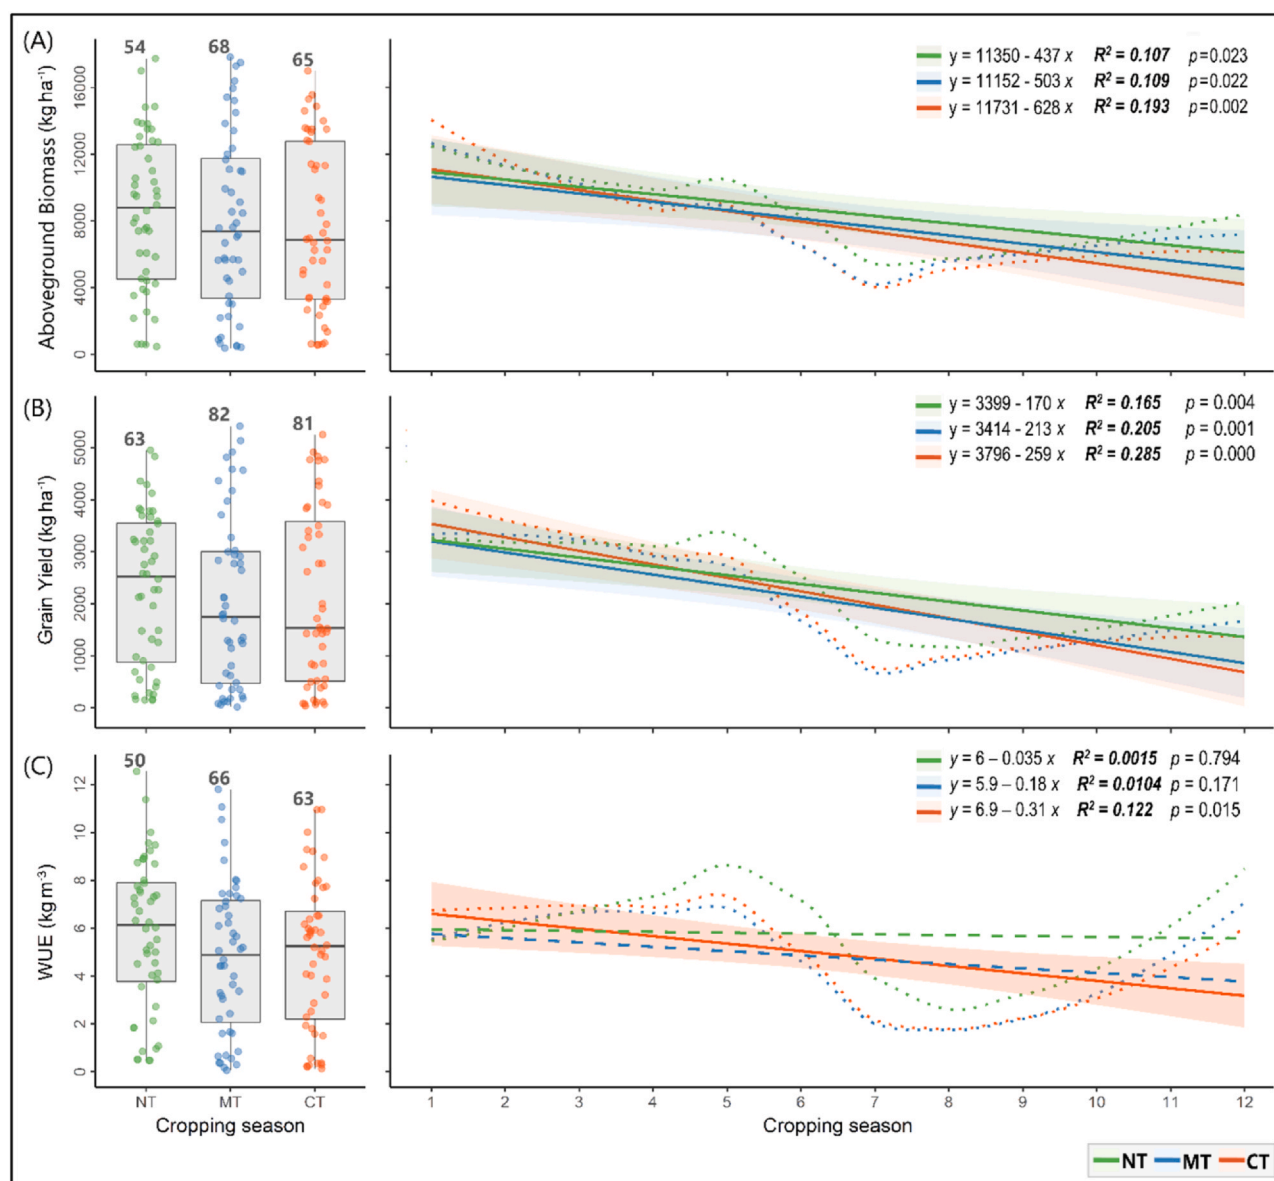 (A)
54 68 65
Aboveground Biomass (kg ha⁻¹)
16000
12000
8000
4000
0
y = 11350 - 437 x R² = 0.107 p=0.023
y = 11152 - 503 x R² = 0.109 p=0.022
y = 11731 - 628 x R² = 0.193 p=0.002
(B)
63 82 81
Grain Yield (kg ha⁻¹)
5000
4000
3000
2000
1000
0
y = 3399 - 170 x R² = 0.165 p = 0.004
y = 3414 - 213 x R² = 0.205 p = 0.001
y = 3796 - 259 x R² = 0.285 p = 0.000
(C)
50 66 63
WUE (kg m⁻³)
12
10
8
6
4
2
0
y = 6 – 0.035 x R² = 0.0015 p = 0.794
y = 5.9 – 0.18 x R² = 0.0104 p = 0.171
y = 6.9 – 0.31 x R² = 0.122 p = 0.015
NT MT CT
Cropping season
1 2 3 4 5 6 7 8 9 10 11 12
Cropping season
NT MT CT